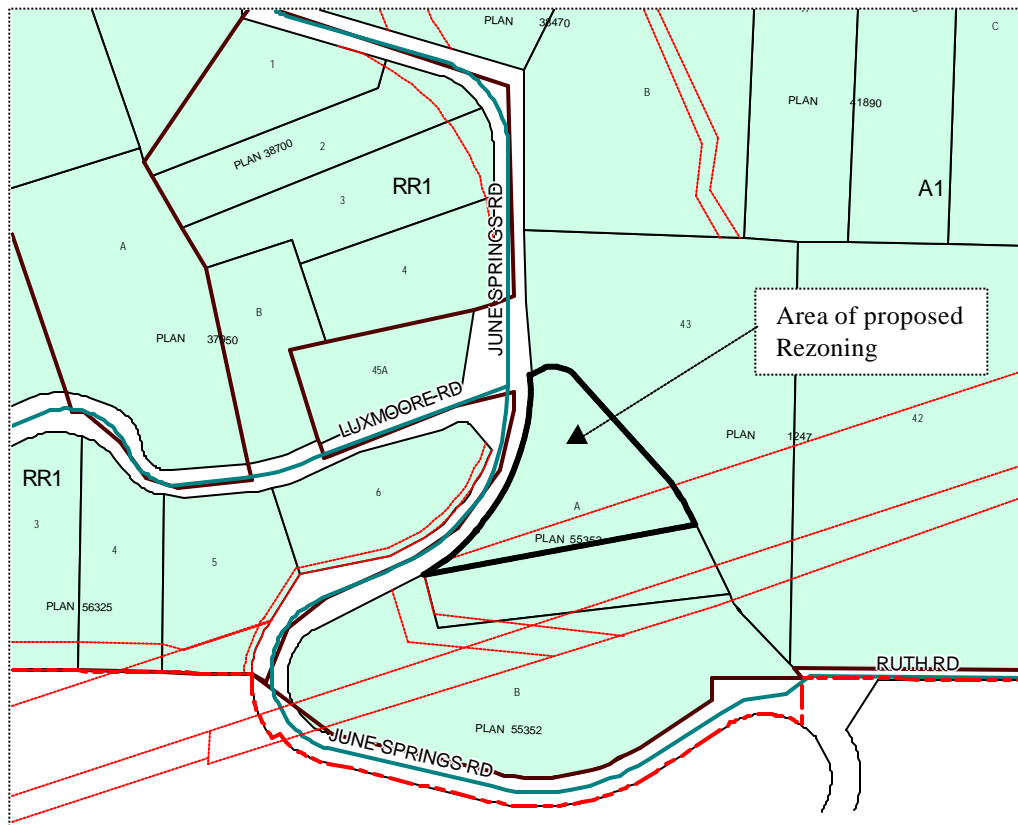 PLAN 38470
C
1
B
PLAN 41890
PLAN 38700
2
RR1
A1
3
JUNE SPRINGS RD
A
4
B
43
Area of proposed
Rezoning
PLAN 37950
45A
LUXMOORE RD
42
PLAN 1247
RR1
6
A
3
4
5
PLAN 55352
PLAN 56325
RUTH RD
B
PLAN 55352
JUNE SPRINGS RD